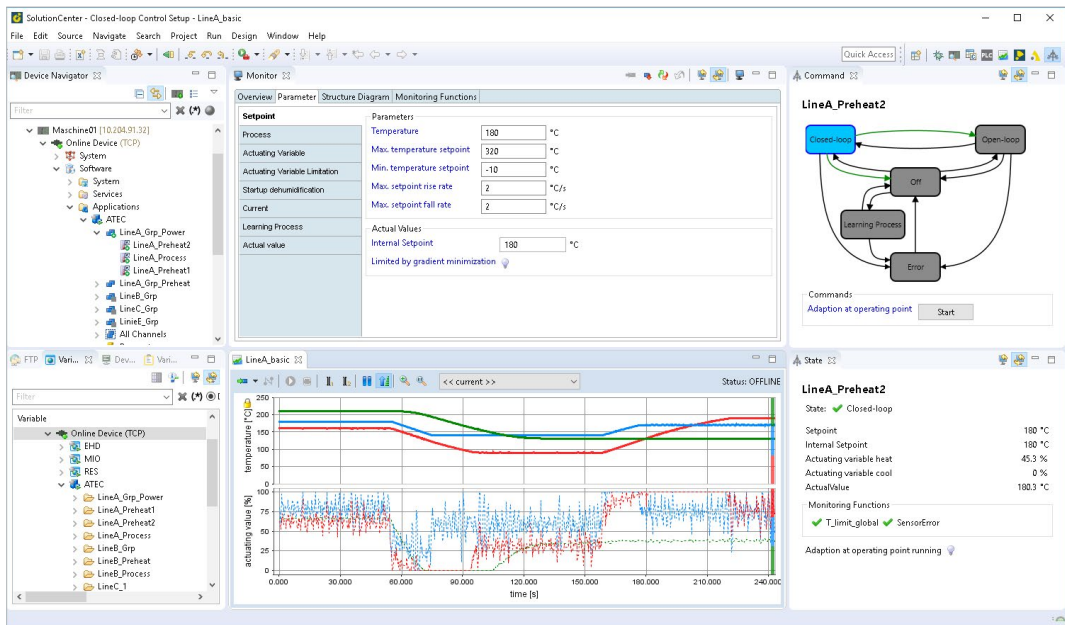 SolutionCenter - Closed-loop Control Setup - LineA_basic
File Edit Source Navigate Search Project Run Design Window Help
Quick Access
Device Navigator
Filter
(.*)
Maschine01 [10.204.91.32]
Online Device (TCP)
System
Software
System
Services
Applications
ATEC
LineA_Grp_Power
LineA_Preheat2
LineA_Process
LineA_Preheat1
LineA_Grp_Preheat
LineB_Grp
LineC_Grp
LinieE_Grp
All Channels
Monitor
Overview Parameter Structure Diagram Monitoring Functions
Setpoint
Process
Actuating Variable
Actuating Variable Limitation
Startup dehumidification
Current
Learning Process
Actual value
Parameters
Temperature 180 °C
Max. temperature setpoint 320 °C
Min. temperature setpoint -10 °C
Max. setpoint rise rate 2 °C/s
Max. setpoint fall rate 2 °C/s
Actual Values
Internal Setpoint 180 °C
Limited by gradient minimization
Command
LineA_Preheat2
Closed-loop
Open-loop
Off
Learning Process
Error
Commands
Adaption at operating point Start
FTP Vari... Dev... Vari...
Filter
(.*)
Variable
Online Device (TCP)
EHD
MIO
RES
ATEC
LineA_Grp_Power
LineA_Preheat1
LineA_Preheat2
LineA_Process
LineB_Grp
LineB_Preheat
LineB_Process
LineC_1
LineA_basic
<< current >>
Status: OFFLINE
temperature [°C]
250
200
150
100
50
0
actuating value [%]
100
75
50
25
0
0.000 30.000 60.000 90.000 120.000 150.000 180.000 210.000 240.000
time [s]
State
LineA_Preheat2
State: Closed-loop
Setpoint 180 °C
Internal Setpoint 180 °C
Actuating variable heat 45.3 %
Actuating variable cool 0 %
ActualValue 180.3 °C
Monitoring Functions
T_limit_global SensorError
Adaption at operating point running